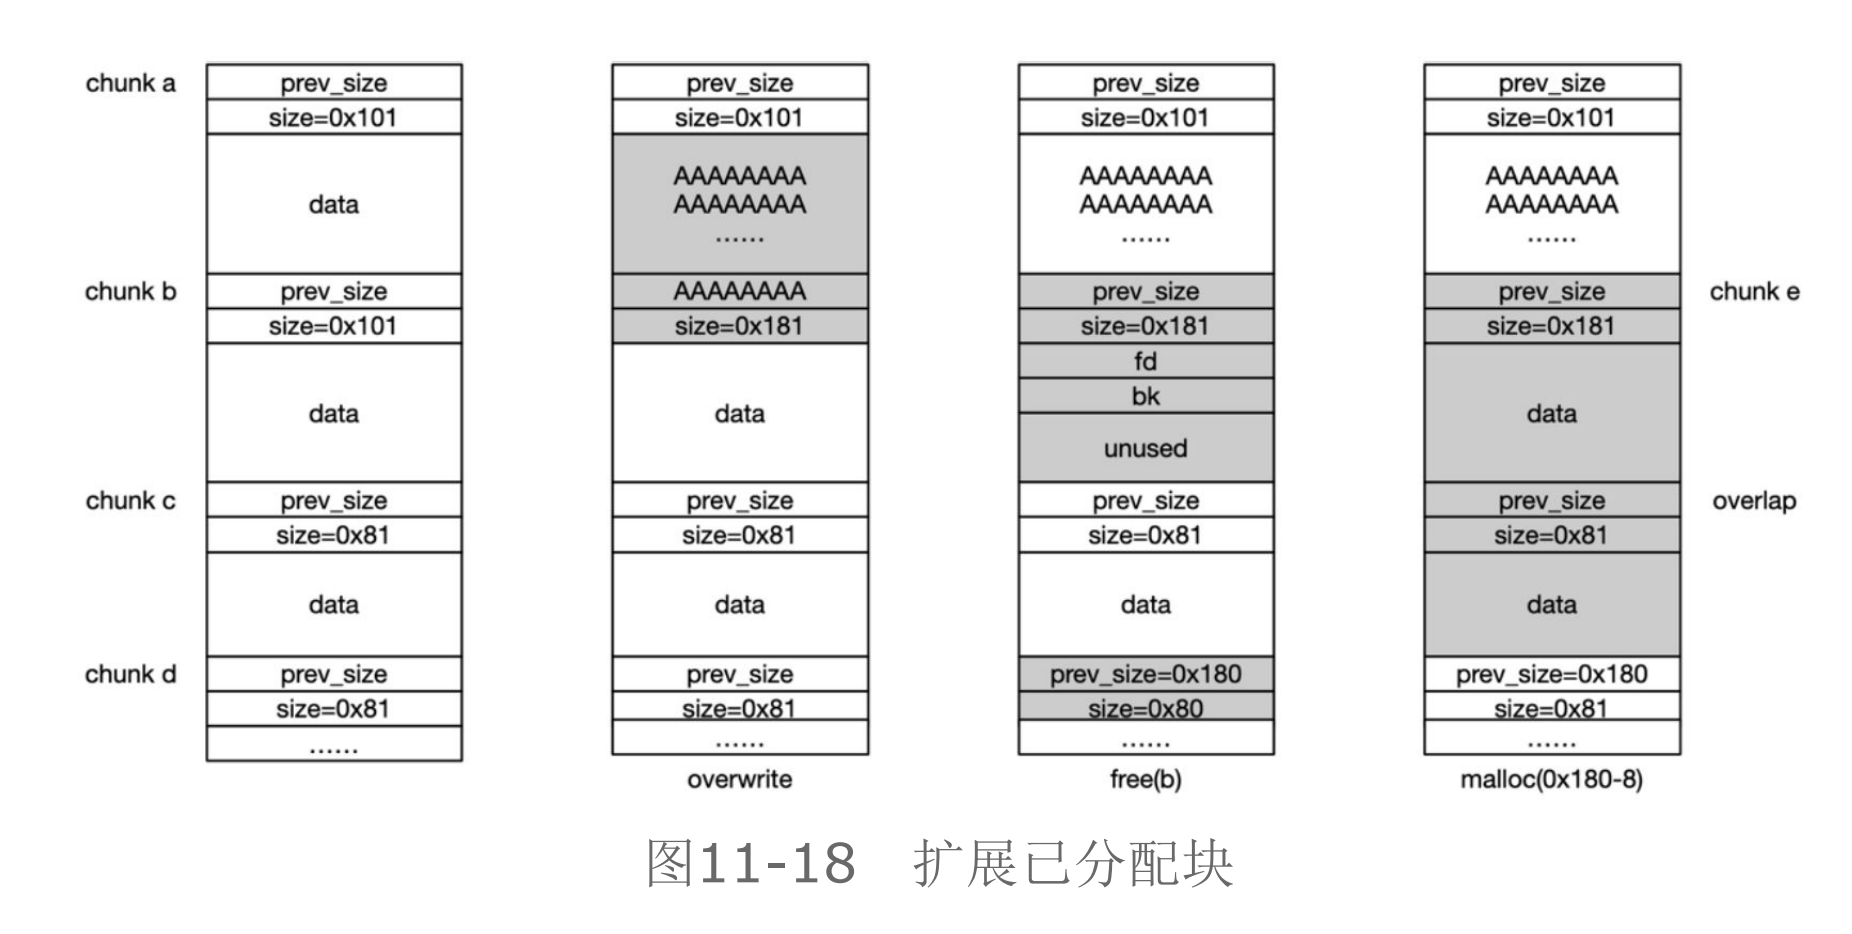 chunk a
prev_size
size=0x101
data
chunk b
prev_size
size=0x101
data
chunk c
prev_size
size=0x81
data
chunk d
prev_size
size=0x81
......
prev_size
size=0x101
AAAAAAAA
AAAAAAAA
......
AAAAAAAA
size=0x181
data
prev_size
size=0x81
data
prev_size
size=0x81
......
overwrite
prev_size
size=0x101
AAAAAAAA
AAAAAAAA
......
prev_size
size=0x181
fd
bk
unused
prev_size
size=0x81
data
prev_size=0x180
size=0x80
......
free(b)
prev_size
size=0x101
AAAAAAAA
AAAAAAAA
......
prev_size
chunk e
size=0x181
data
prev_size
overlap
size=0x81
data
prev_size=0x180
size=0x81
......
malloc(0x180-8)
图11-18 扩展已分配块